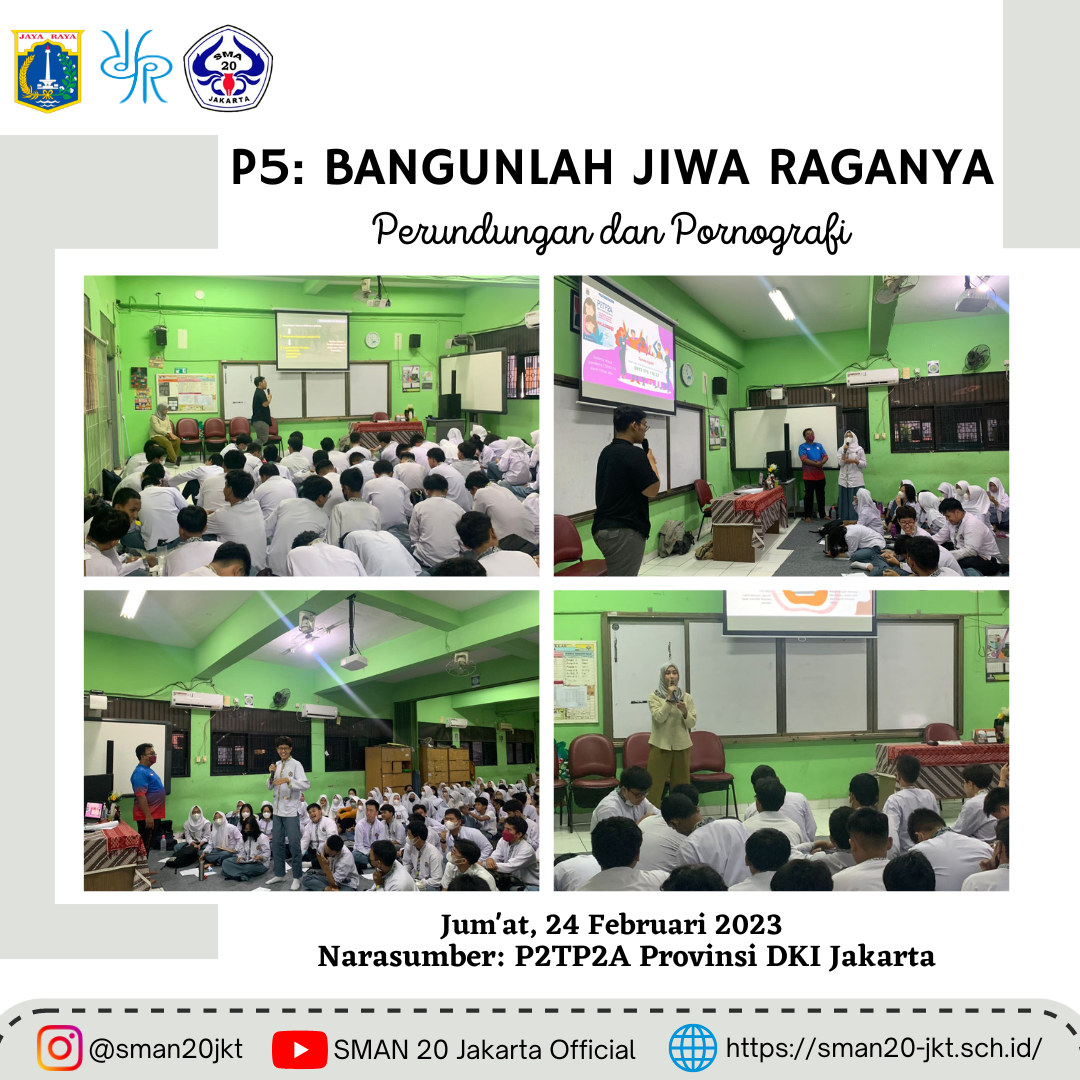 JAYA RAYA
SMA
20
JAKARTA
P5: BANGUNLAH JIWA RAGANYA
Perundungan dan Pornografi
P2TP2A
Jum'at, 24 Februari 2023
Narasumber: P2TP2A Provinsi DKI Jakarta
@sman20jkt
SMAN 20 Jakarta Official
https://sman20-jkt.sch.id/